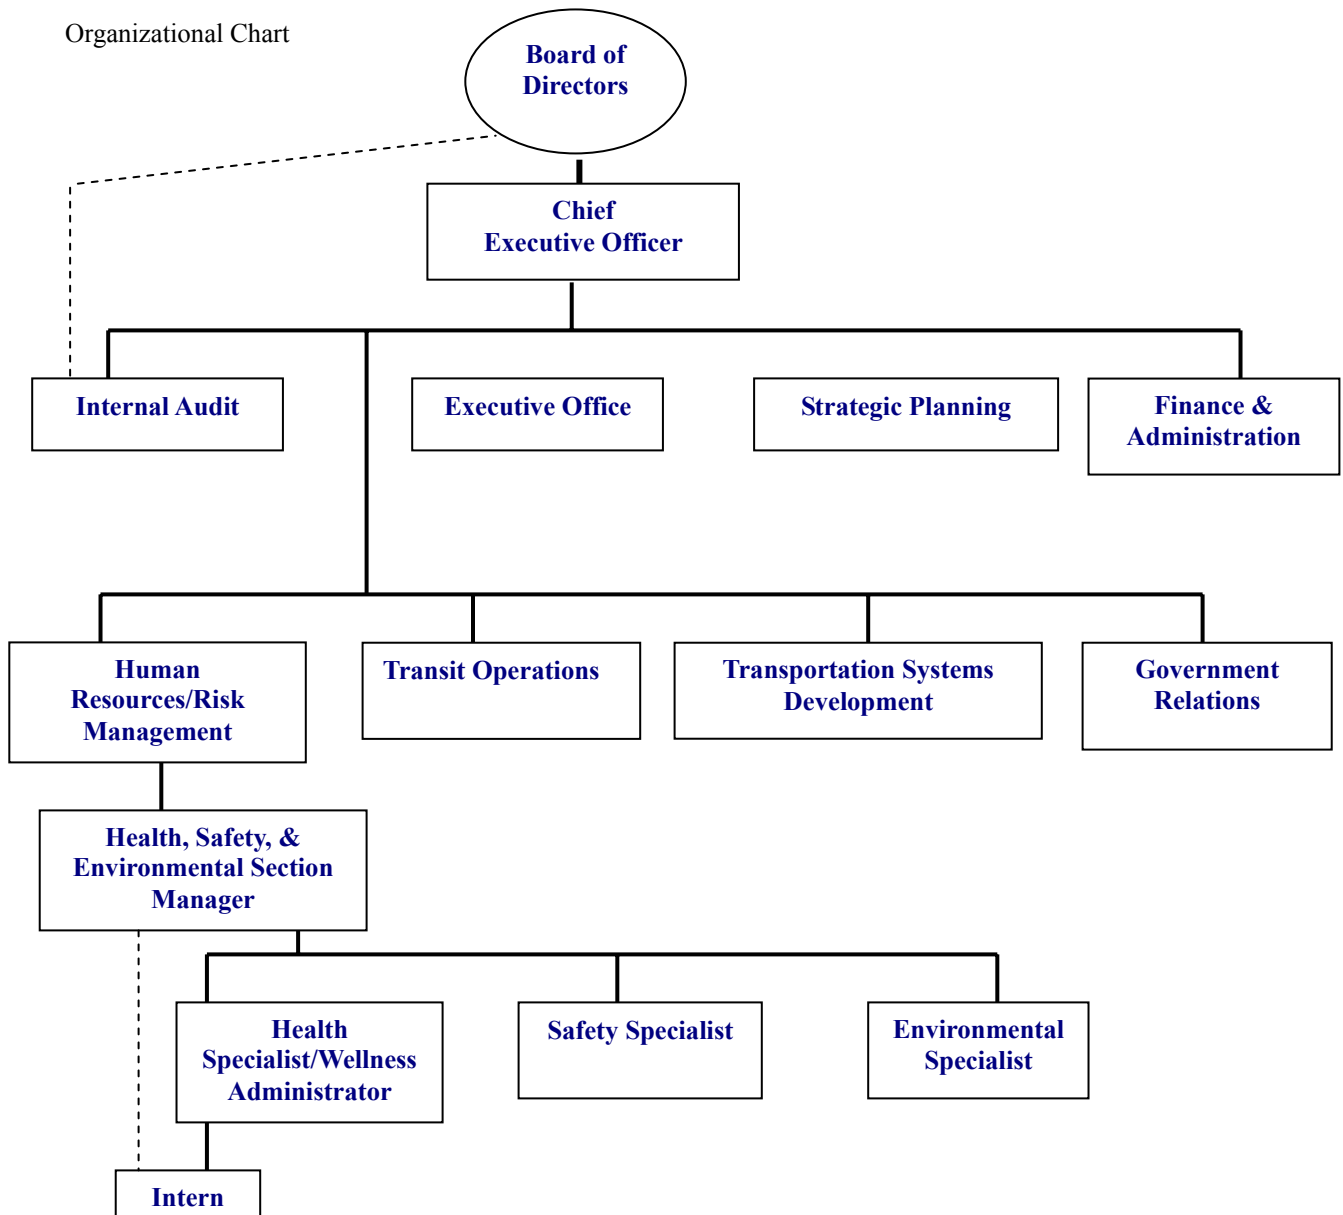 Organizational Chart
Board of
Directors
Chief
Executive Officer
Internal Audit
Executive Office
Strategic Planning
Finance &
Administration
Human
Resources/Risk
Management
Transit Operations
Transportation Systems
Development
Government
Relations
Health, Safety, &
Environmental Section
Manager
Health
Specialist/Wellness
Administrator
Safety Specialist
Environmental
Specialist
Intern